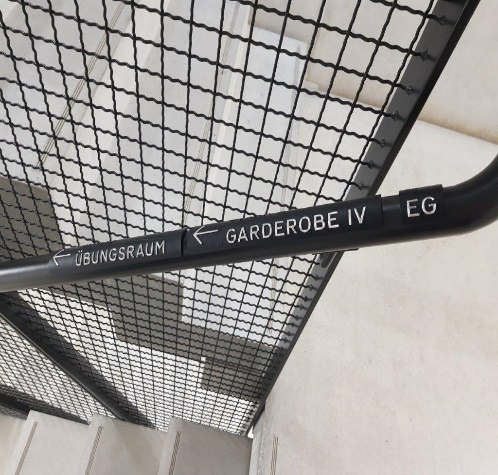 ← ÜBUNGSRAUM ← GARDEROBE IV EG